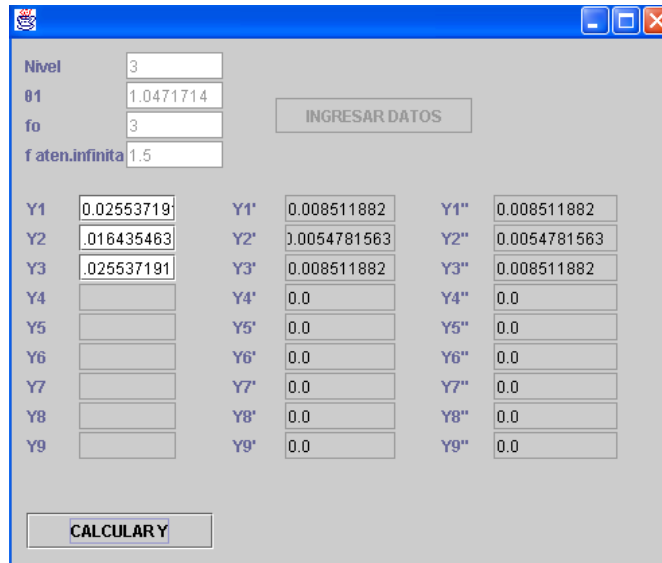 Nivel 3
θ1 1.0471714
fo 3
f aten.infinita 1.5
INGRESAR DATOS
Y1 0.02553719 Y1' 0.008511882 Y1" 0.008511882
Y2 .016435463 Y2' 0.0054781563 Y2" 0.0054781563
Y3 .025537191 Y3' 0.008511882 Y3" 0.008511882
Y4 Y4' 0.0 Y4" 0.0
Y5 Y5' 0.0 Y5" 0.0
Y6 Y6' 0.0 Y6" 0.0
Y7 Y7' 0.0 Y7" 0.0
Y8 Y8' 0.0 Y8" 0.0
Y9 Y9' 0.0 Y9" 0.0
CALCULAR Y